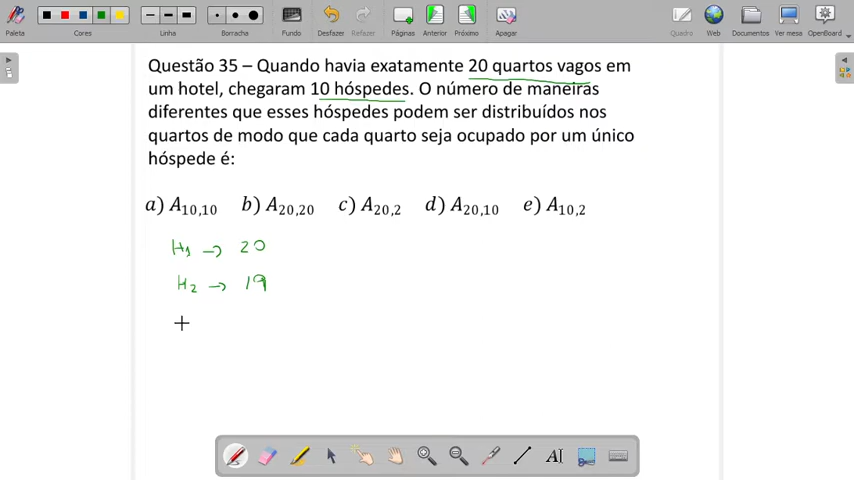 Paleta Cores Linha Borracha Fundo Desfazer Refazer Páginas Anterior Próximo Apagar Quadro Web Documentos Ver mesa OpenBoard
Questão 35 – Quando havia exatamente 20 quartos vagos em
um hotel, chegaram 10 hóspedes. O número de maneiras
diferentes que esses hóspedes podem ser distribuídos nos
quartos de modo que cada quarto seja ocupado por um único
hóspede é:
a) A10,10 b) A20,20 c) A20,2 d) A20,10 e) A10,2
H1 → 20
H2 → 19